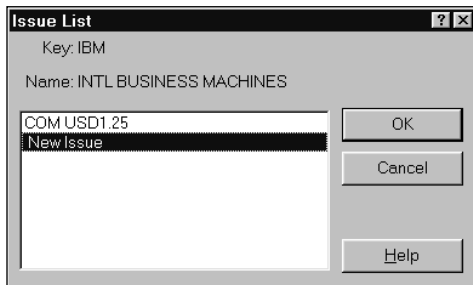 Issue List
Key: IBM
Name: INTL BUSINESS MACHINES
COM USD1.25
New Issue
OK
Cancel
Help